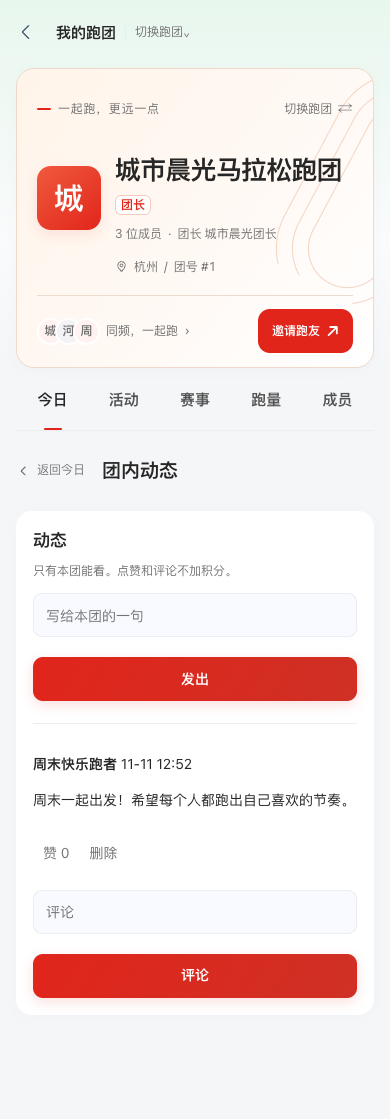 我的跑团 切换跑团
一起跑，更远一点 切换跑团
城
城市晨光马拉松跑团
团长
3 位成员 · 团长 城市晨光团长
杭州 / 团号 #1
城 河 周 同频，一起跑 ›
邀请跑友
今日 活动 赛事 跑量 成员
返回今日 团内动态
动态
只有本团能看。点赞和评论不加积分。
写给本团的一句
发出
周末快乐跑者 11-11 12:52
周末一起出发！希望每个人都跑出自己喜欢的节奏。
赞 0 删除
评论
评论